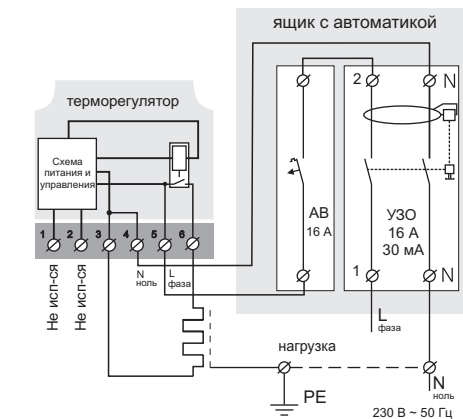 ящик с автоматикой
2
N
терморегулятор
Схема
питания и
управления
АВ
16 А
УЗО
16 А
30 мА
1
2
3
4
5
6
Не исп-ся
Не исп-ся
N
ноль
L
фаза
1
N
L
фаза
нагрузка
PE
N
ноль
230 В ~ 50 Гц